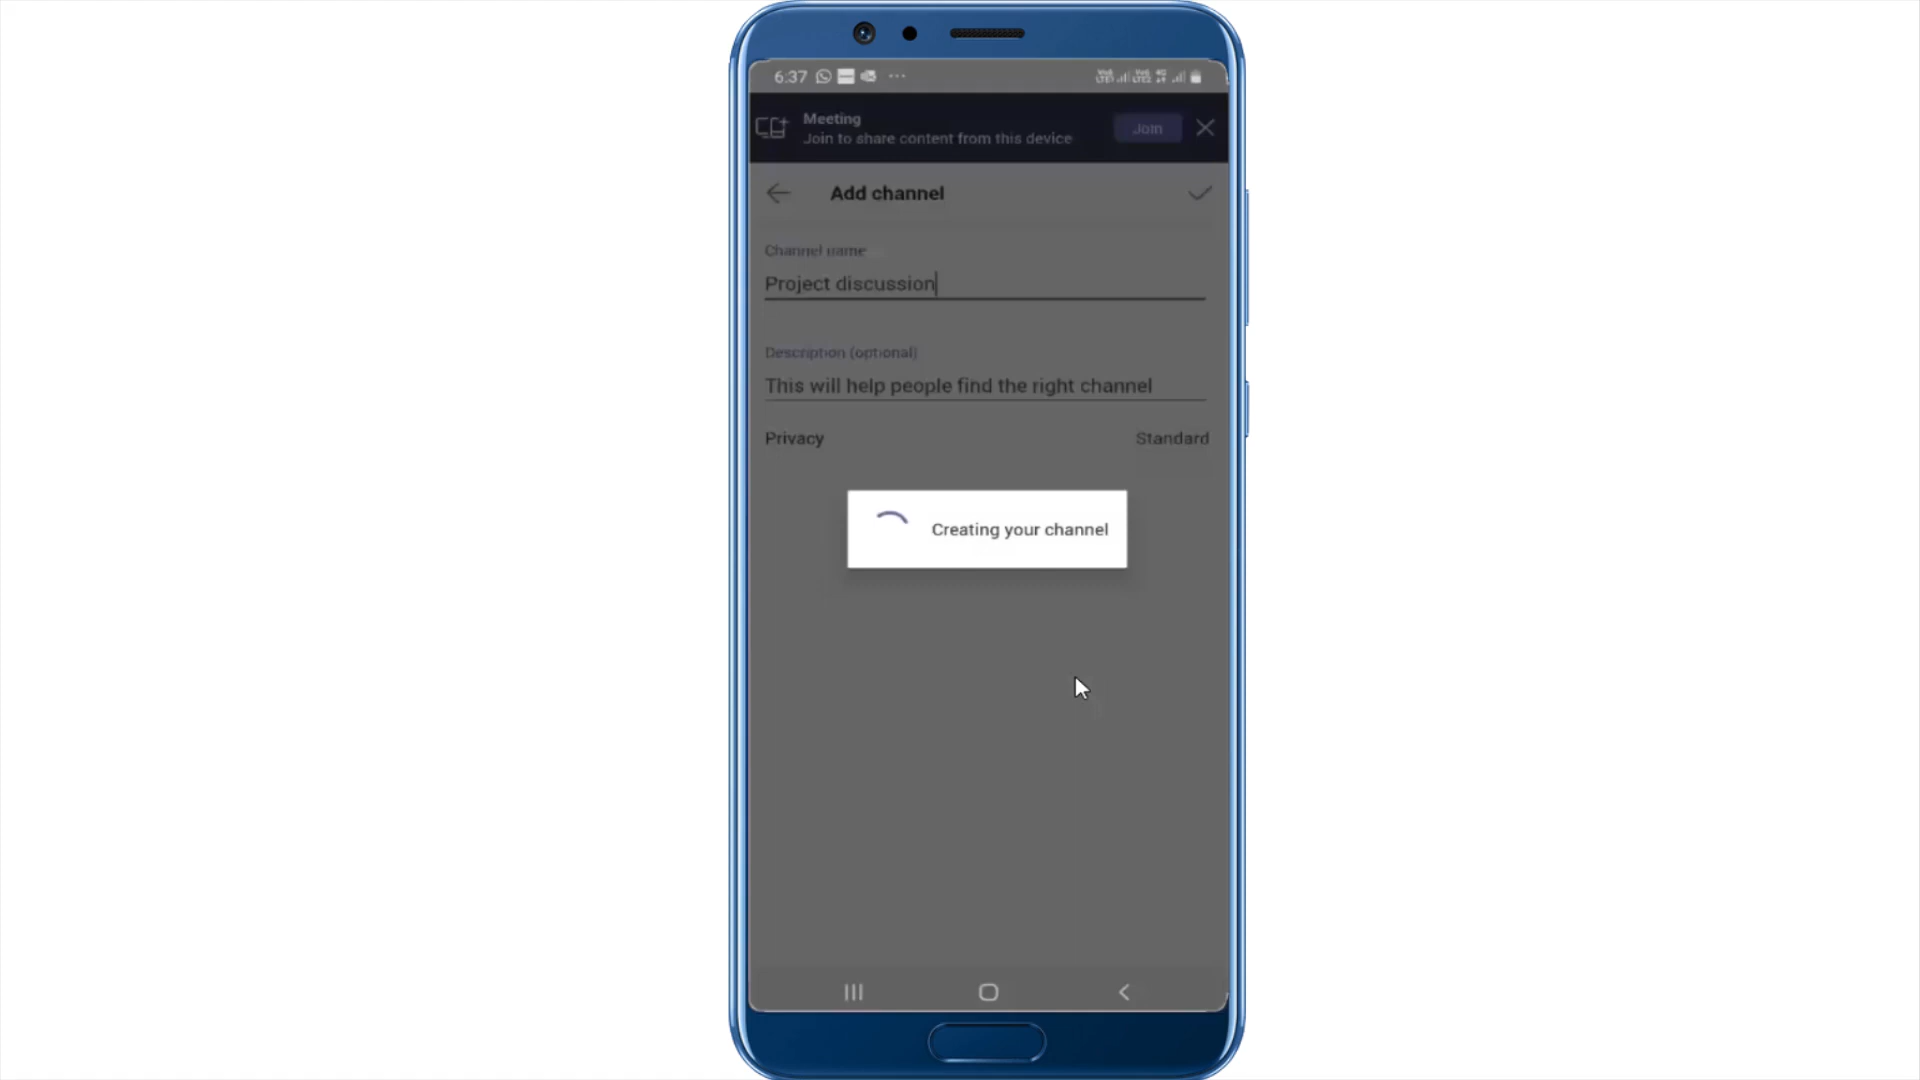 6:37
Meeting
Join to share content from this device
Join
Add channel
Channel name
Project discussion
Description (optional)
This will help people find the right channel
Privacy
Standard
Creating your channel